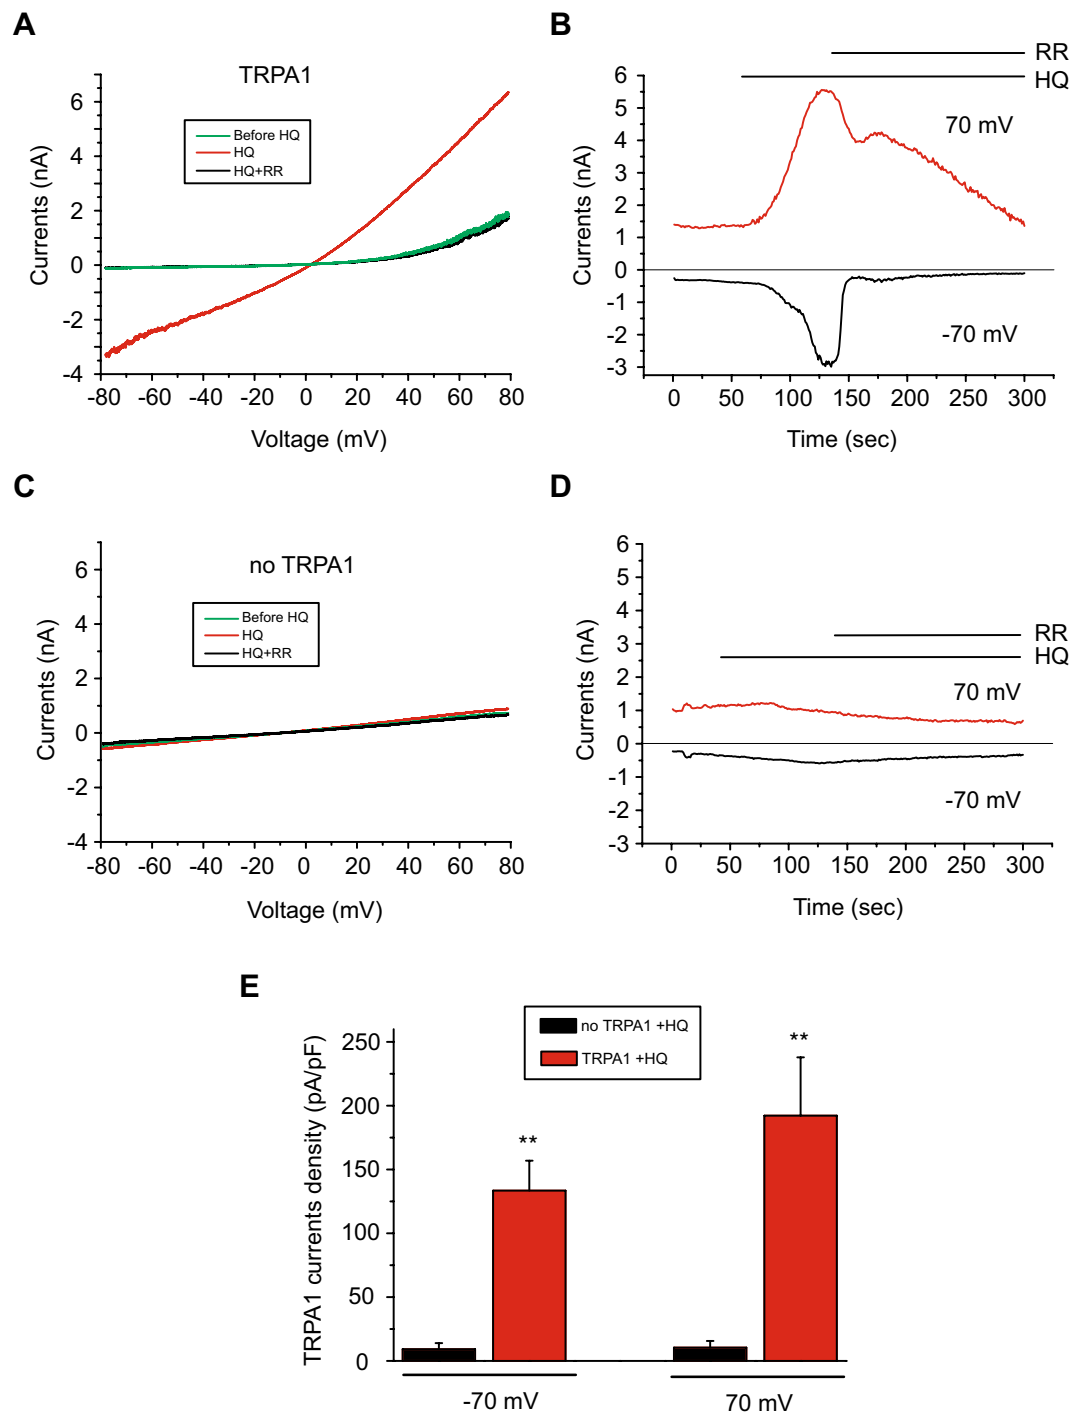 A
TRPA1
Before HQ
HQ
HQ+RR
Currents (nA)
6
4
2
0
-2
-4
-80 -60 -40 -20 0 20 40 60 80
Voltage (mV)
B
RR
HQ
70 mV
-70 mV
Currents (nA)
6
5
4
3
2
1
0
-1
-2
-3
0 50 100 150 200 250 300
Time (sec)
C
no TRPA1
Before HQ
HQ
HQ+RR
Currents (nA)
6
4
2
0
-2
-4
-80 -60 -40 -20 0 20 40 60 80
Voltage (mV)
D
RR
HQ
70 mV
-70 mV
Currents (nA)
6
5
4
3
2
1
0
-1
-2
-3
0 50 100 150 200 250 300
Time (sec)
E
no TRPA1 +HQ
TRPA1 +HQ
TRPA1 currents density (pA/pF)
250
200
150
100
50
0
**
**
-70 mV 70 mV